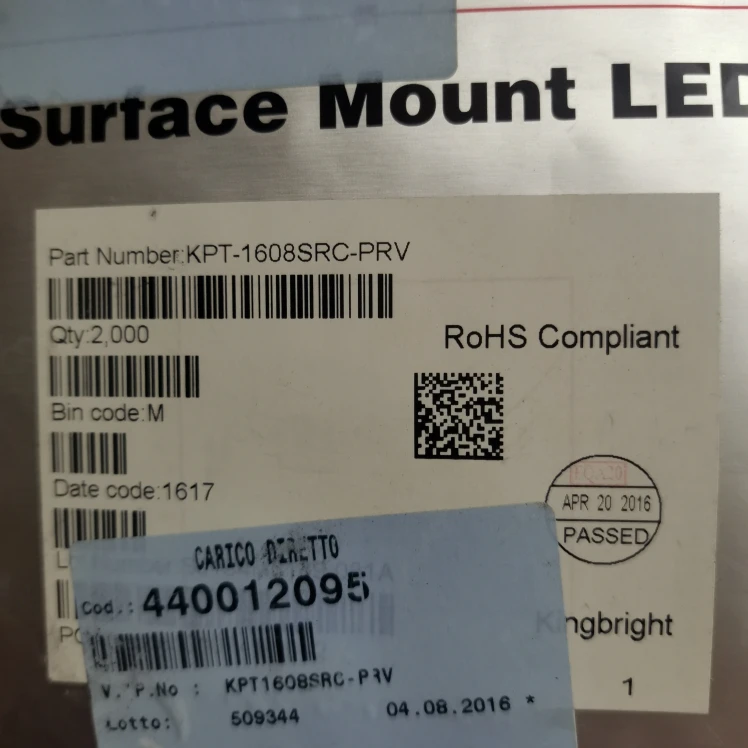 Surface Mount LED
Part Number:KPT-1608SRC-PRV
Qty:2,000
RoHS Compliant
Bin code:M
Date code:1617
APR 20 2016
PASSED
CARICO DIRETTO
Cod.: 440012095
Kingbright
V. P.No : KPT1608SRC-PRV
1
Lotto: 509344 04.08.2016 *